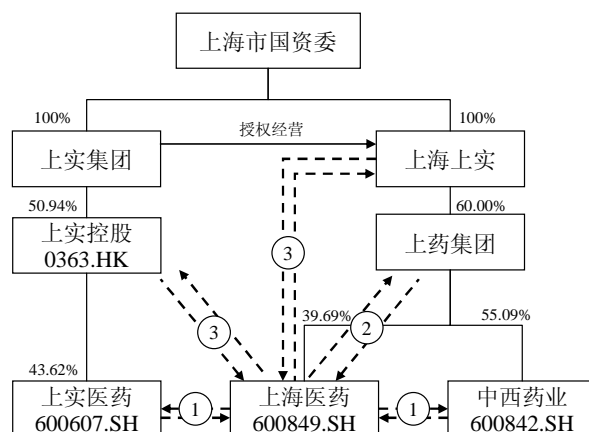 上海市国资委
100%
100%
授权经营
上实集团
上海上实
50.94%
60.00%
上实控股
0363.HK
上药集团
3
3
2
39.69%
55.09%
43.62%
上实医药
600607.SH
1
上海医药
600849.SH
1
中西药业
600842.SH